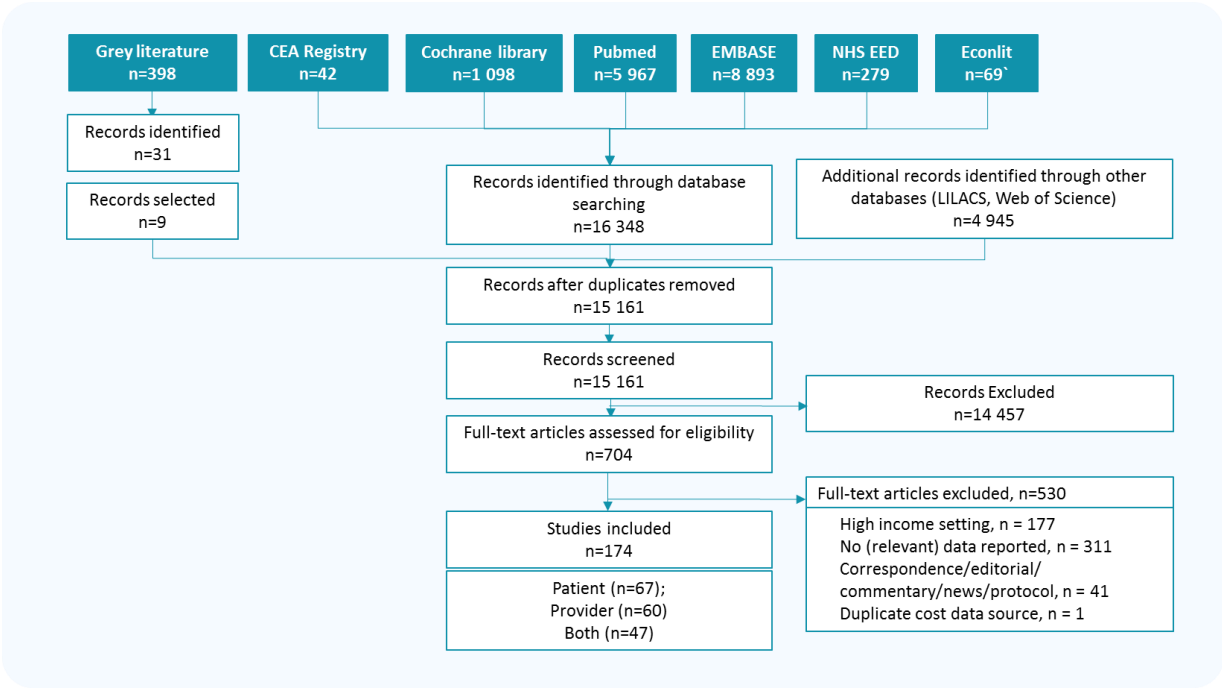 Grey literature
n=398
CEA Registry
n=42
Cochrane library
n=1 098
Pubmed
n=5 967
EMBASE
n=8 893
NHS EED
n=279
Econlit
n=69`
Records identified
n=31
Records selected
n=9
Records identified through database
searching
n=16 348
Additional records identified through other
databases (LILACS, Web of Science)
n=4 945
Records after duplicates removed
n=15 161
Records screened
n=15 161
Records Excluded
n=14 457
Full-text articles assessed for eligibility
n=704
Full-text articles excluded, n=530
High income setting, n = 177
No (relevant) data reported, n = 311
Correspondence/editorial/
commentary/news/protocol, n = 41
Duplicate cost data source, n = 1
Studies included
n=174
Patient (n=67);
Provider (n=60)
Both (n=47)